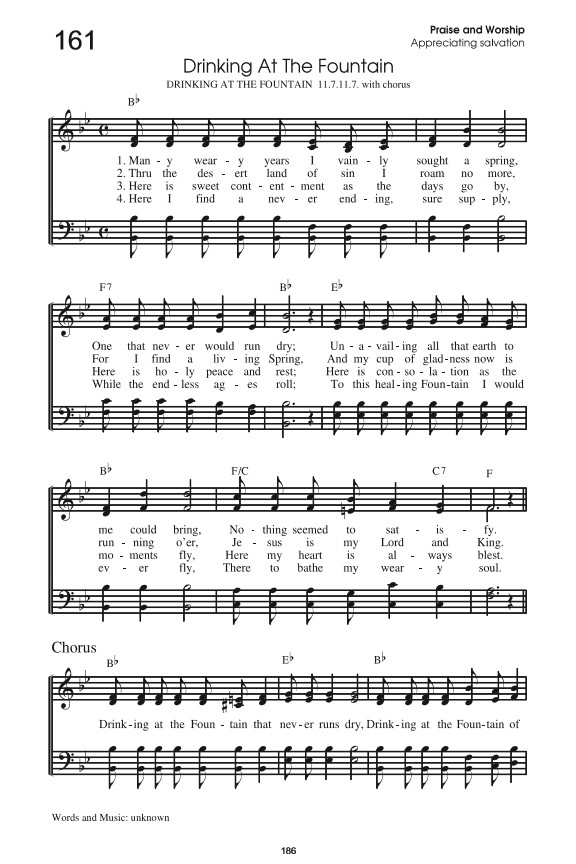 161
Praise and Worship
Appreciating salvation
Drinking At The Fountain
DRINKING AT THE FOUNTAIN 11.7.11.7. with chorus
B♭
1. Man - y wear - y years I vain - ly sought a spring,
2. Thru the des - ert land of sin I roam no more,
3. Here is sweet cont - ent - ment as the days go by,
4. Here I find a nev - er end - ing, sure sup - ply,
F7 B♭ E♭
One that nev - er would run dry; Un - a - vail - ing all that earth to
For I find a liv - ing Spring, And my cup of glad - ness now is
Here is ho - ly peace and rest; Here is con - so - la - tion as the
While the end - less ag - es roll; To this heal - ing Foun - tain I would
B♭ F/C C7 F
me could bring, No - thing seemed to sat - is - fy.
run - ning o'er, Je - sus is my Lord and King.
mo - ments fly, Here my heart is al - ways blest.
ev - er fly, There to bathe my wear - y soul.
Chorus
B♭ E♭ B♭
Drink - ing at the Foun - tain that nev - er runs dry, Drink - ing at the Foun - tain of
Words and Music: unknown
186